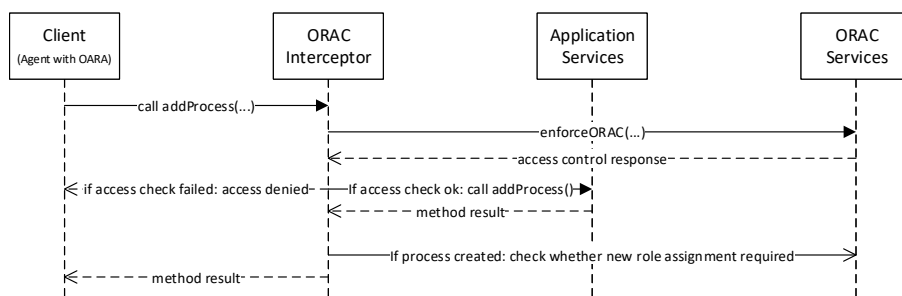 Client
(Agent with OARA)
ORAC
Interceptor
Application
Services
ORAC
Services
call addProcess(...)
enforceORAC(...)
access control response
if access check failed: access denied
If access check ok: call addProcess()
method result
If process created: check whether new role assignment required
method result